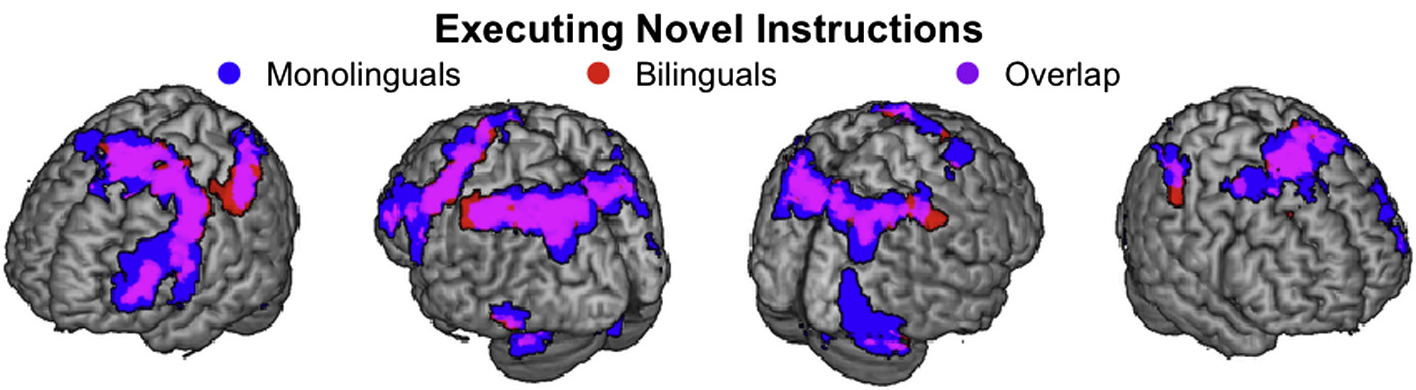 Executing Novel Instructions
Monolinguals Bilinguals Overlap